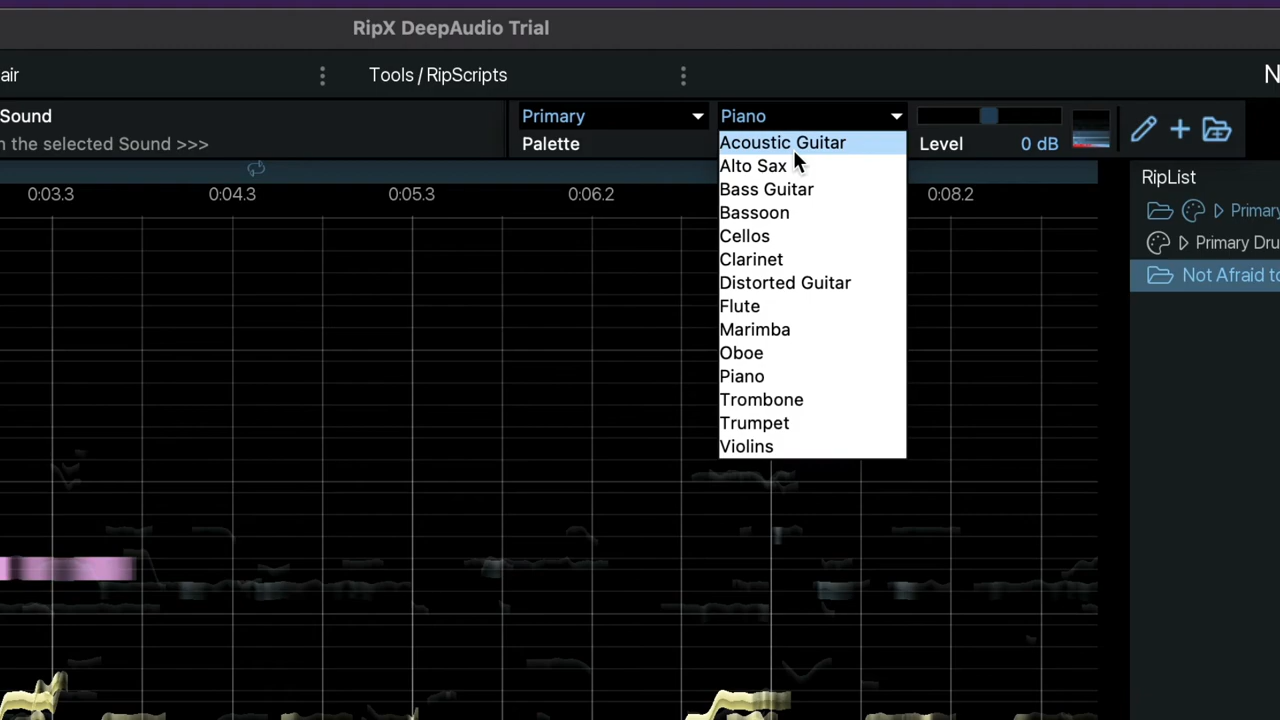 RipX DeepAudio Trial
air
Tools / RipScripts
N
Sound
Primary
Piano
n the selected Sound >>>
Palette
Level
0 dB
Acoustic Guitar
Alto Sax
Bass Guitar
Bassoon
Cellos
Clarinet
Distorted Guitar
Flute
Marimba
Oboe
Piano
Trombone
Trumpet
Violins
0:03.3
0:04.3
0:05.3
0:06.2
0:08.2
RipList
Primary
Primary Dru
Not Afraid to